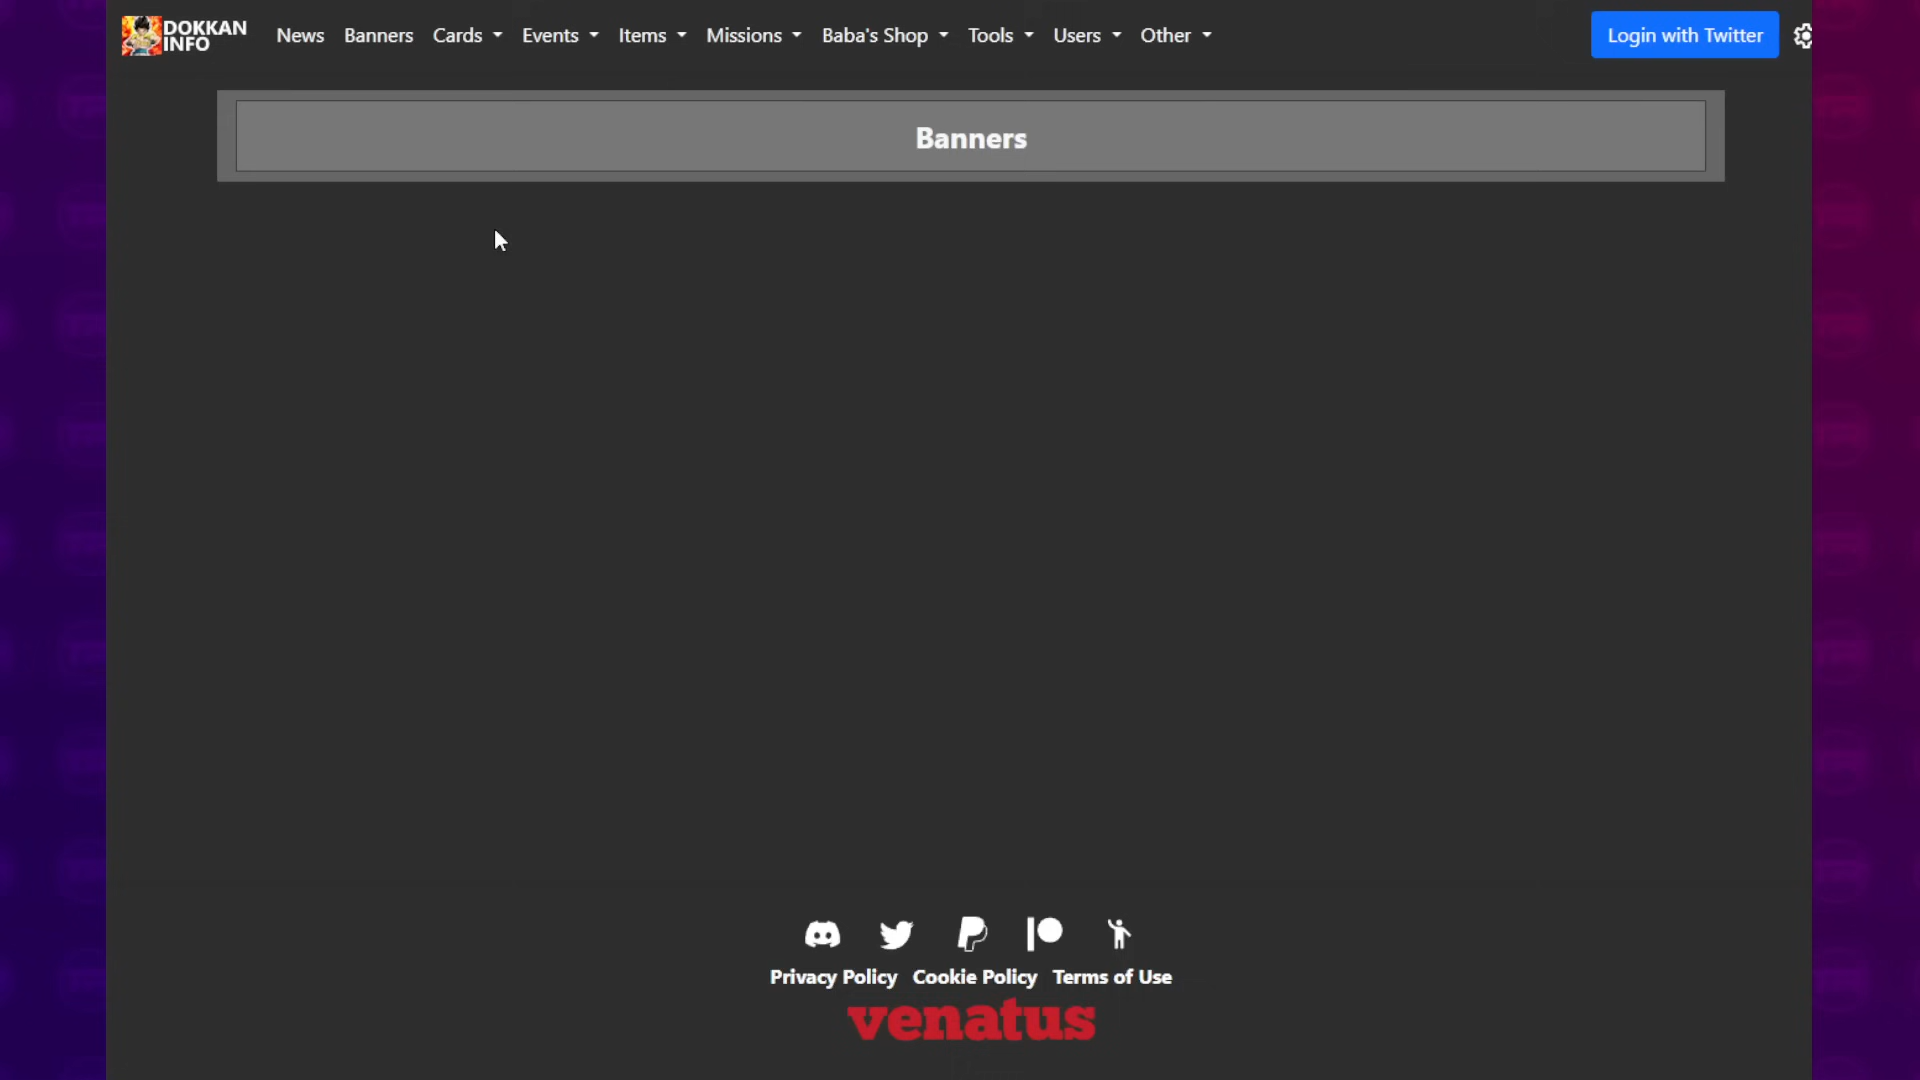 DOKKAN
INFO
News Banners Cards Events Items Missions Baba's Shop Tools Users Other Login with Twitter
Banners
Privacy Policy Cookie Policy Terms of Use
venatus